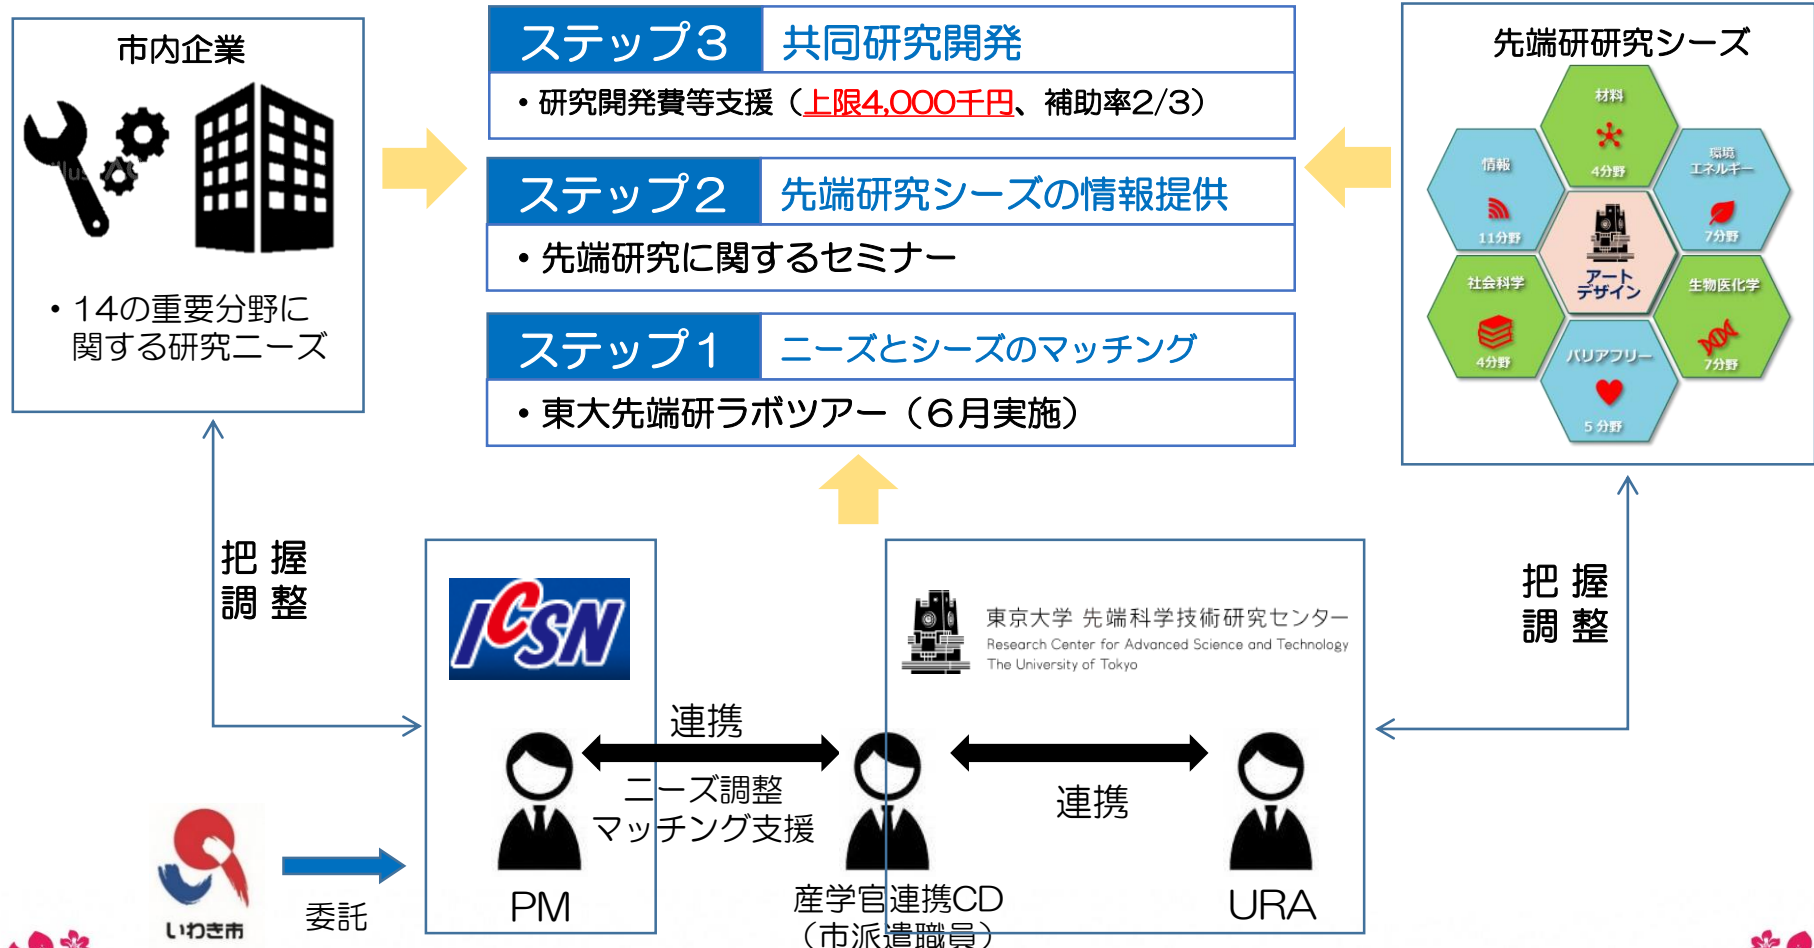 市内企業
・14の重要分野に
関する研究ニーズ
ステップ3 共同研究開発
・研究開発費等支援（上限4,000千円、補助率2/3）
ステップ2 先端研究シーズの情報提供
・先端研究に関するセミナー
ステップ1 ニーズとシーズのマッチング
・東大先端研ラボツアー（6月実施）
先端研研究シーズ
材料
4分野
情報
11分野
環境
エネルギー
7分野
アート
デザイン
社会科学
4分野
生物医化学
7分野
バリアフリー
5分野
把握
調整
把握
調整
ICSN
東京大学 先端科学技術研究センター
Research Center for Advanced Science and Technology
The University of Tokyo
連携
ニーズ調整
マッチング支援
連携
PM
産学官連携CD
（市派遣職員）
URA
いわき市
委託